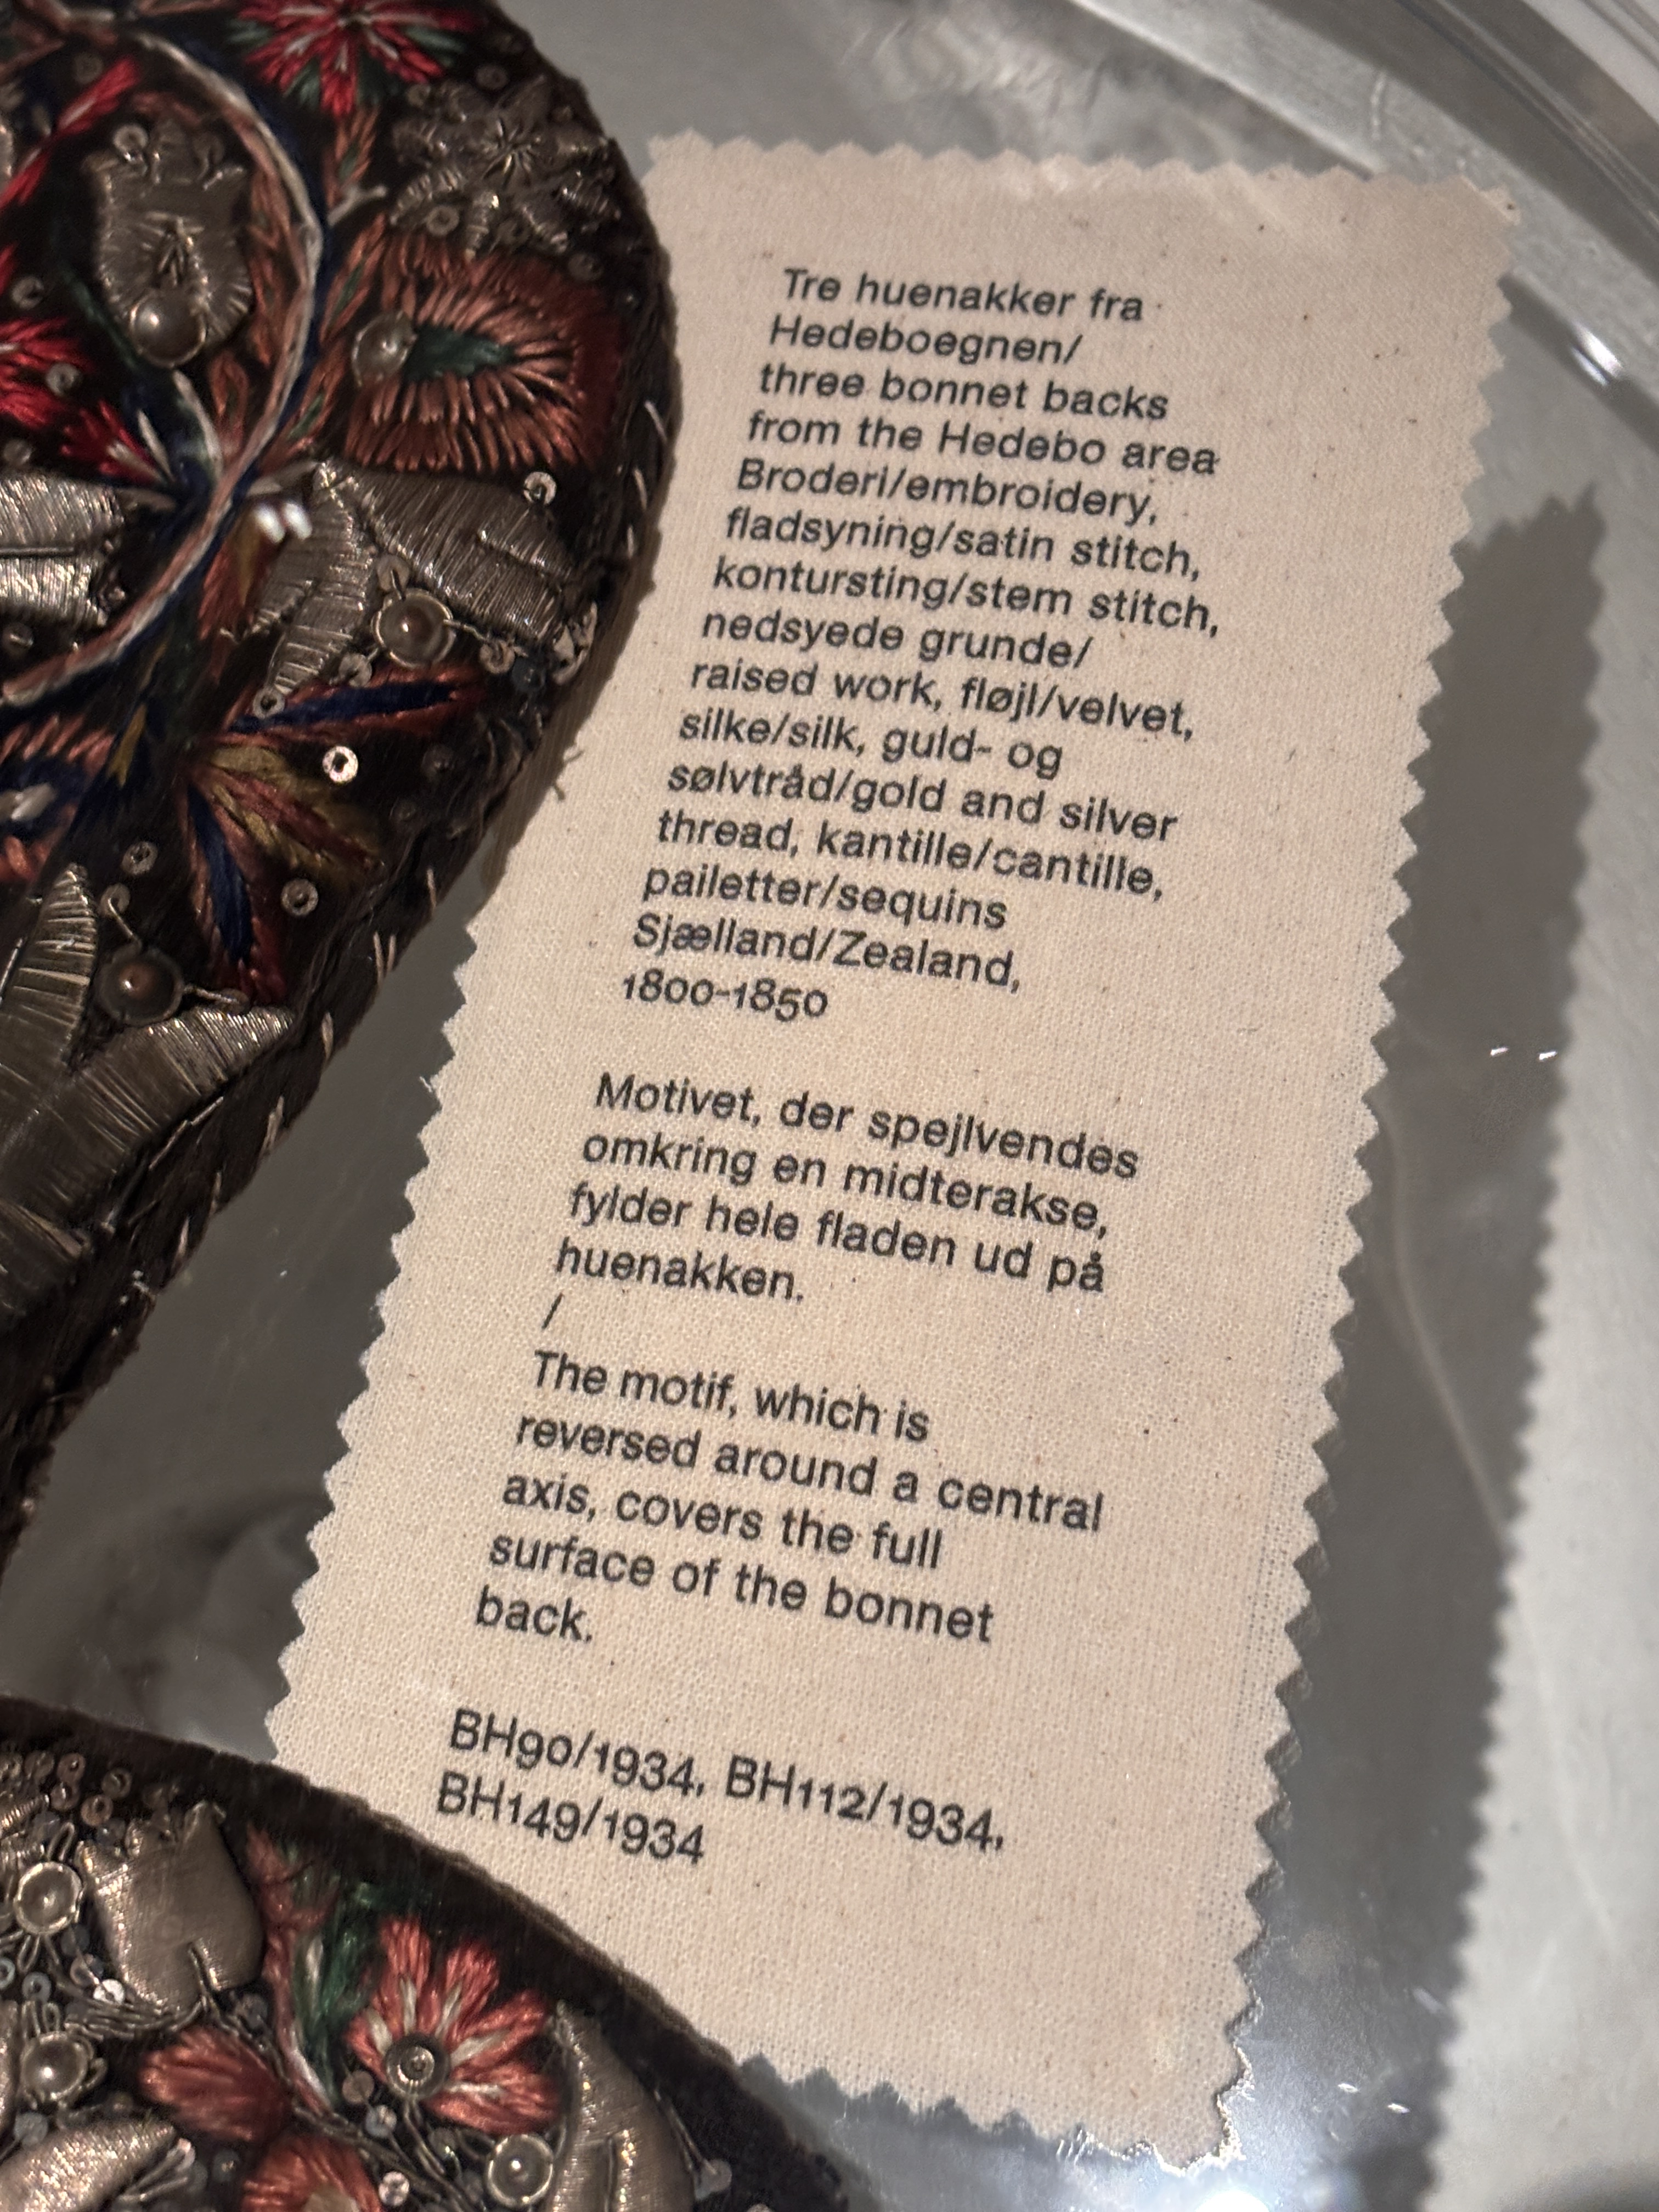 Tre huenakker fra
Hedeboegnen/
three bonnet backs
from the Hedebo area
Broderi/embroidery,
fladsyning/satin stitch,
kontursting/stem stitch,
nedsyede grunde/
raised work, fløjl/velvet,
silke/silk, guld- og
sølvtråd/gold and silver
thread, kantille/cantille,
pailetter/sequins
Sjælland/Zealand,
1800-1850
Motivet, der spejlvendes
omkring en midterakse,
fylder hele fladen ud på
huenakken.
/
The motif, which is
reversed around a central
axis, covers the full
surface of the bonnet
back.
BH90/1934, BH112/1934,
BH149/1934